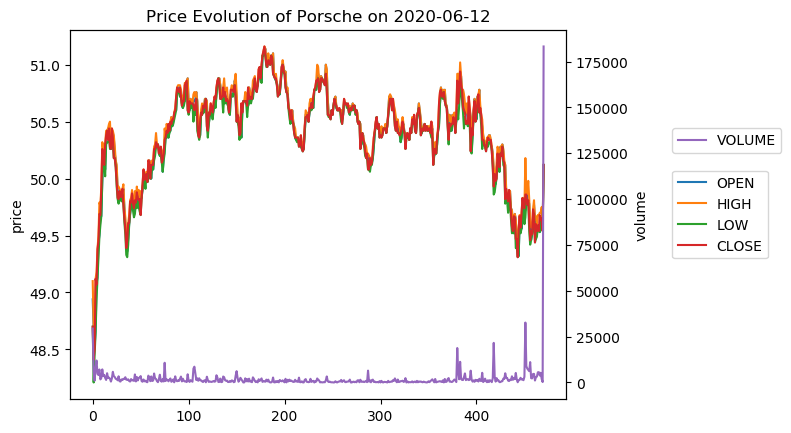 Price Evolution of Porsche on 2020-06-12
51.0
50.5
50.0
49.5
49.0
48.5
price
0
100
200
300
400
175000
150000
125000
100000
75000
50000
25000
0
volume
VOLUME
OPEN
HIGH
LOW
CLOSE